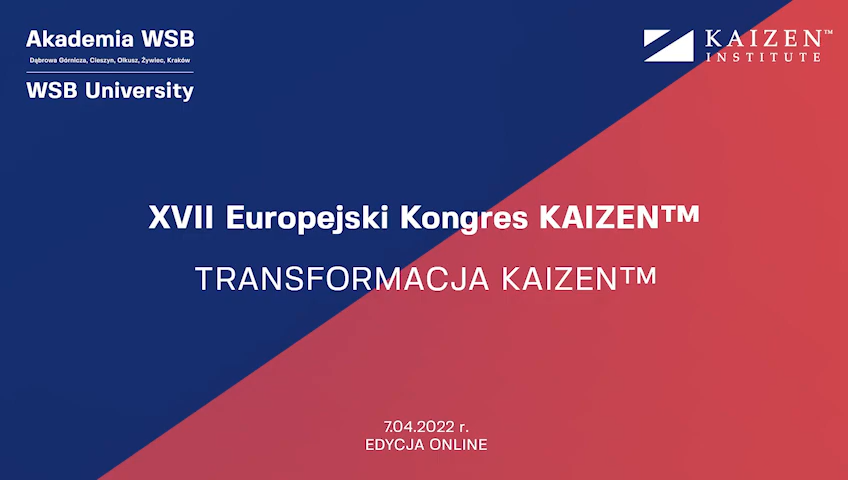 Akademia WSB
Dąbrowa Górnicza, Cieszyn, Olkusz, Żywiec, Kraków
WSB University
KAIZEN™
INSTITUTE
XVII Europejski Kongres KAIZEN™
TRANSFORMACJA KAIZEN™
7.04.2022 r.
EDYCJA ONLINE